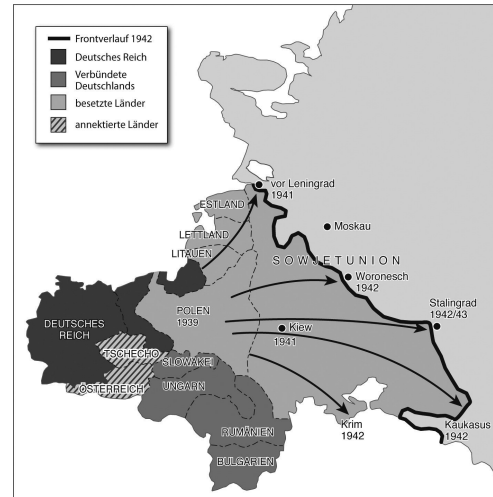 Frontverlauf 1942
Deutsches Reich
Verbündete
Deutschlands
besetzte Länder
annektierte Länder
vor Leningrad
1941
ESTLAND
Moskau
LETTLAND
SOWJETUNION
LITAUEN
Woronesch
1942
Stalingrad
1942/43
POLEN
1939
DEUTSCHES
REICH
Kiew
1941
TSCHECHO
SLOWAKEI
ÖSTERREICH
UNGARN
Krim
1942
Kaukasus
1942
RUMÄNIEN
BULGARIEN